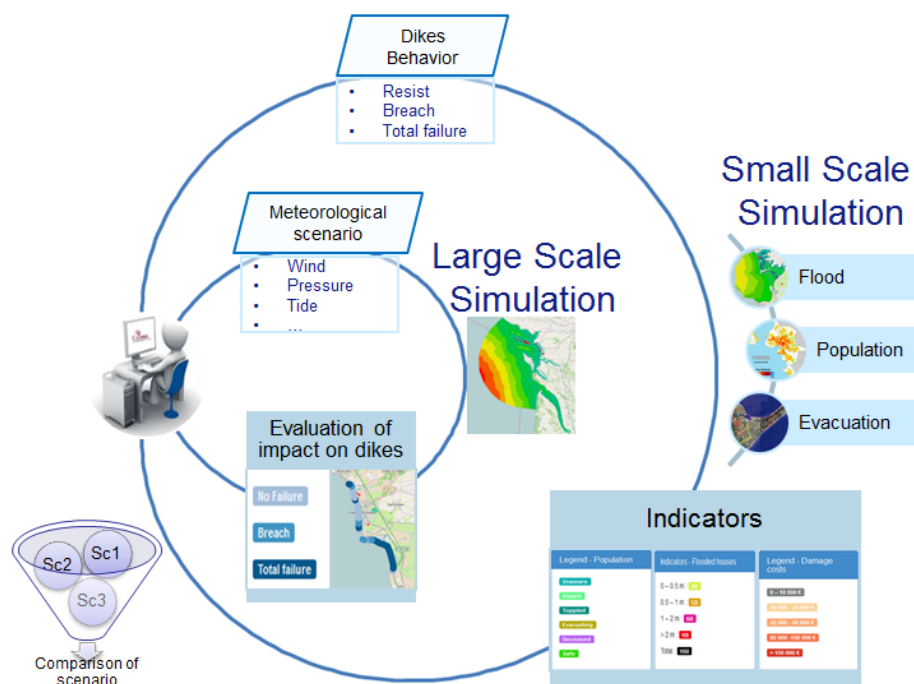 Dikes
Behavior
• Resist
• Breach
• Total failure
Meteorological
scenario
• Wind
• Pressure
• Tide
• ...
Large Scale
Simulation
Small Scale
Simulation
Flood
Population
Evacuation
Evaluation of
impact on dikes
No Failure
Breach
Total failure
Indicators
Legend - Population
Unaware
Aware
Toppled
Evacuating
Deceased
Safe
Indicators - Flooded houses
0 – 0.5 m
0.5 – 1 m
1 – 2 m
> 2 m
Total
Legend - Damage
costs
0 – 10 000 €
> 150 000 €
Sc2
Sc1
Sc3
Comparison of
scenario